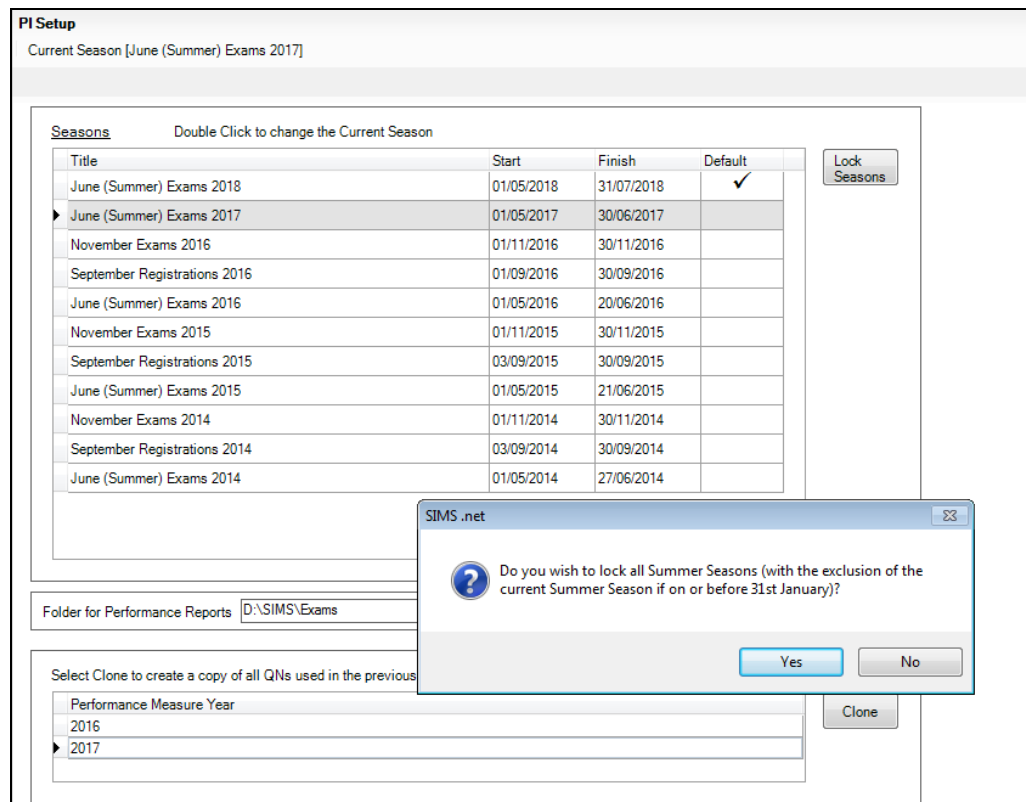 PI Setup
Current Season [June (Summer) Exams 2017]
Seasons Double Click to change the Current Season
Title Start Finish Default
Lock
Seasons
June (Summer) Exams 2018 01/05/2018 31/07/2018 ✓
June (Summer) Exams 2017 01/05/2017 30/06/2017
November Exams 2016 01/11/2016 30/11/2016
September Registrations 2016 01/09/2016 30/09/2016
June (Summer) Exams 2016 01/05/2016 20/06/2016
November Exams 2015 01/11/2015 30/11/2015
September Registrations 2015 03/09/2015 30/09/2015
June (Summer) Exams 2015 01/05/2015 21/06/2015
November Exams 2014 01/11/2014 30/11/2014
September Registrations 2014 03/09/2014 30/09/2014
June (Summer) Exams 2014 01/05/2014 27/06/2014
SIMS .net
Do you wish to lock all Summer Seasons (with the exclusion of the
current Summer Season if on or before 31st January)?
Yes No
Folder for Performance Reports D:\SIMS\Exams
Select Clone to create a copy of all QNs used in the previous
Performance Measure Year
Clone
2016
2017